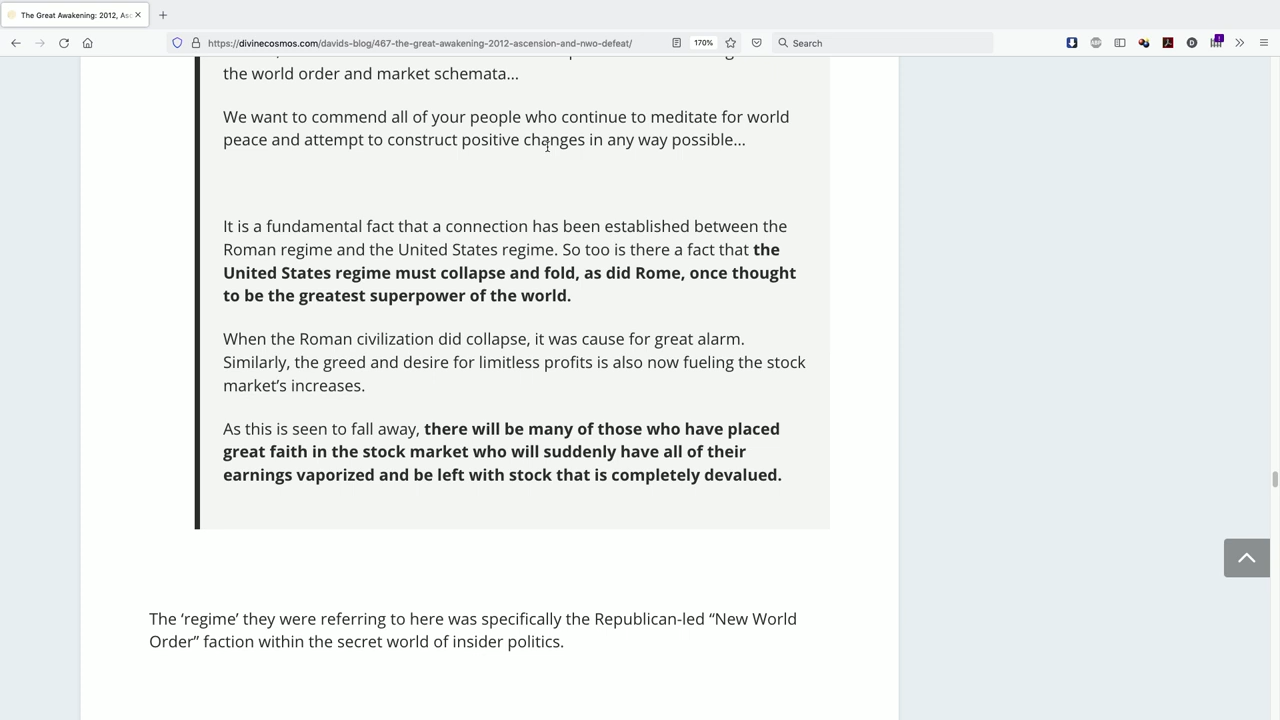 The Great Awakening: 2012, Asc
https://divinecosmos.com/davids-blog/467-the-great-awakening-2012-ascension-and-nwo-defeat/
170%
Search
the world order and market schemata…
We want to commend all of your people who continue to meditate for world
peace and attempt to construct positive changes in any way possible…
It is a fundamental fact that a connection has been established between the
Roman regime and the United States regime. So too is there a fact that the
United States regime must collapse and fold, as did Rome, once thought
to be the greatest superpower of the world.
When the Roman civilization did collapse, it was cause for great alarm.
Similarly, the greed and desire for limitless profits is also now fueling the stock
market’s increases.
As this is seen to fall away, there will be many of those who have placed
great faith in the stock market who will suddenly have all of their
earnings vaporized and be left with stock that is completely devalued.
The ‘regime’ they were referring to here was specifically the Republican-led “New World
Order” faction within the secret world of insider politics.